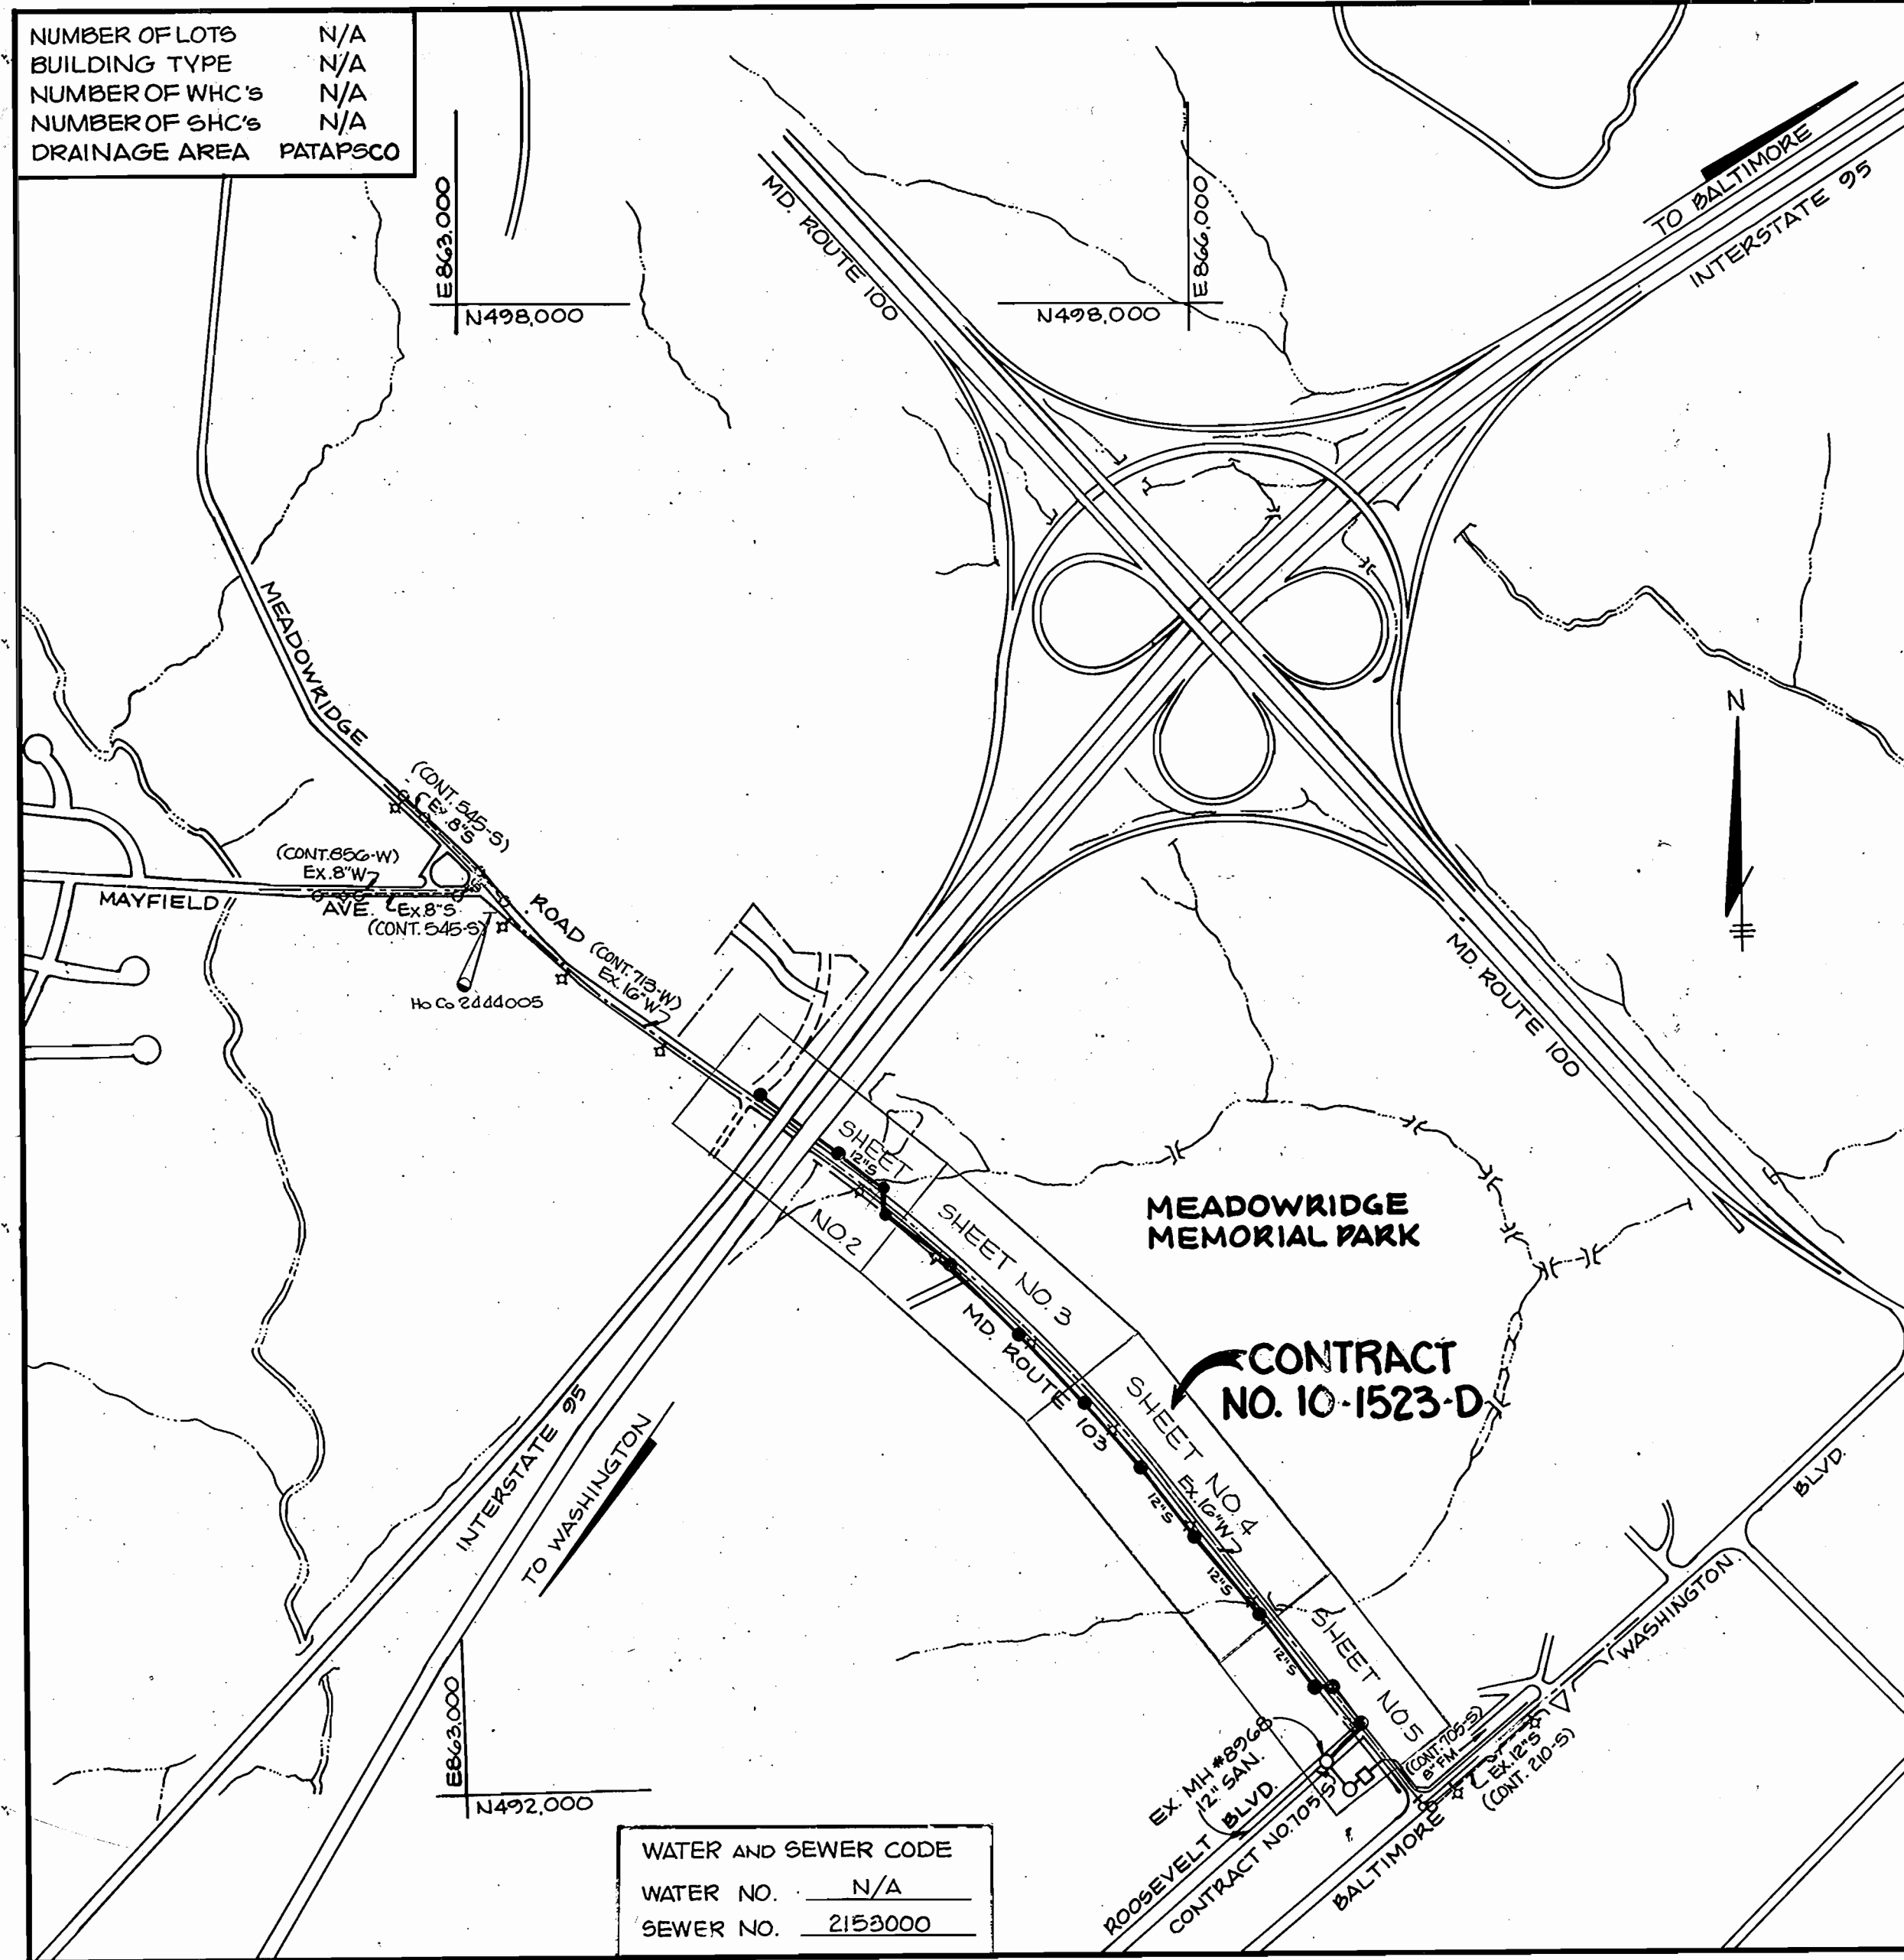 NUMBER OF LOTS N/A
BUILDING TYPE N/A
NUMBER OF WHC's N/A
NUMBER OF SHC's N/A
DRAINAGE AREA PATAPSCO
E 863,000
N498,000
E 866,000
N498,000
MD. ROUTE 100
TO BALTIMORE
INTERSTATE 95
N
MEADOWRIDGE
ROAD
(CONT. 545-S)
Ex. 8"S
(CONT. 856-W)
Ex. 8"W
MAYFIELD
AVE.
Ex. 8"S
(CONT. 545-S)
Ho Co 2444005
(CONT. 713-W)
Ex. 16"W
MD. ROUTE 100
SHEET
NO. 2
12"S
SHEET NO. 3
MEADOWRIDGE
MEMORIAL PARK
MD. ROUTE 103
CONTRACT
NO. 10-1523-D
SHEET NO. 4
Ex. 16"W
12"S
12"S
12"S
SHEET NO. 5
INTERSTATE 95
TO WASHINGTON
BLVD.
WASHINGTON
BALTIMORE
(CONT. 705-S)
8"FM
EX. 12"S
(CONT. 210-S)
EX. MH #8968
12" SAN.
ROOSEVELT BLVD.
CONTRACT NO. 705 S
E863,000
N492,000
WATER AND SEWER CODE
WATER NO. N/A
SEWER NO. 2153000